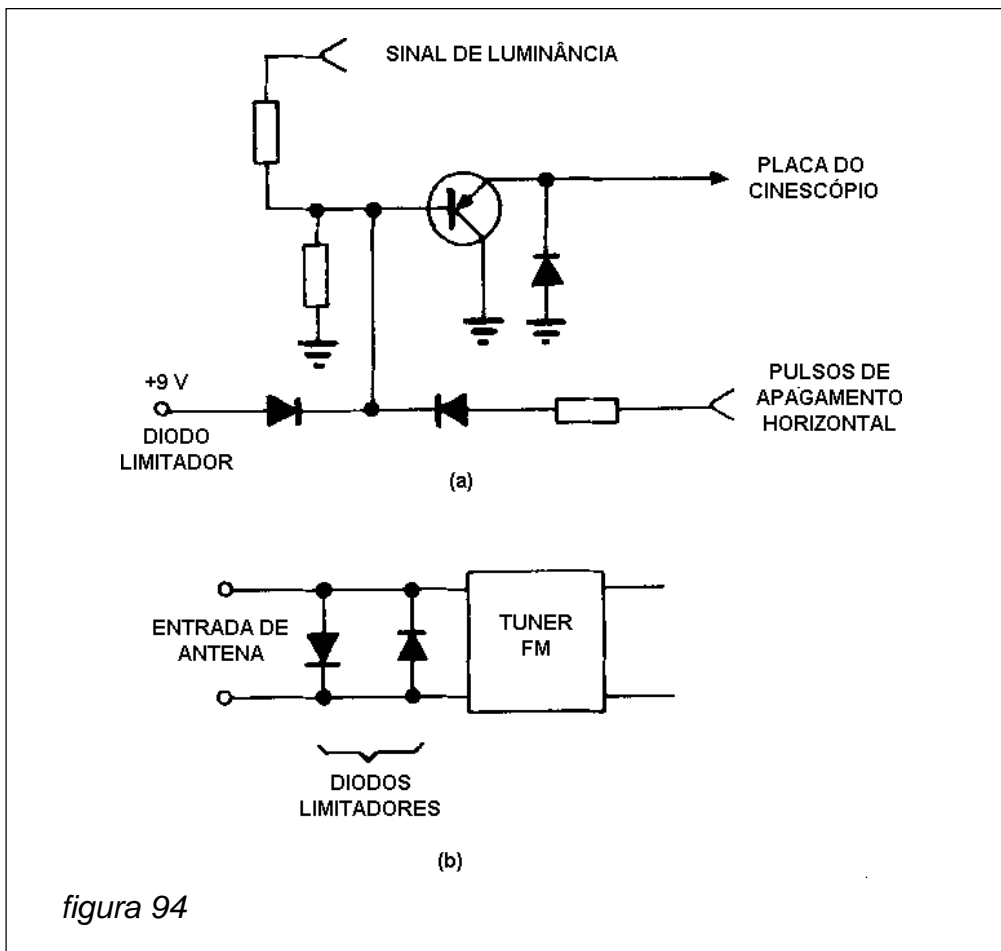 SINAL DE LUMINÂNCIA
PLACA DO
CINESCÓPIO
+9 V
DIODO
LIMITADOR
PULSOS DE
APAGAMENTO
HORIZONTAL
(a)
ENTRADA DE
ANTENA
TUNER
FM
DIODOS
LIMITADORES
(b)
figura 94